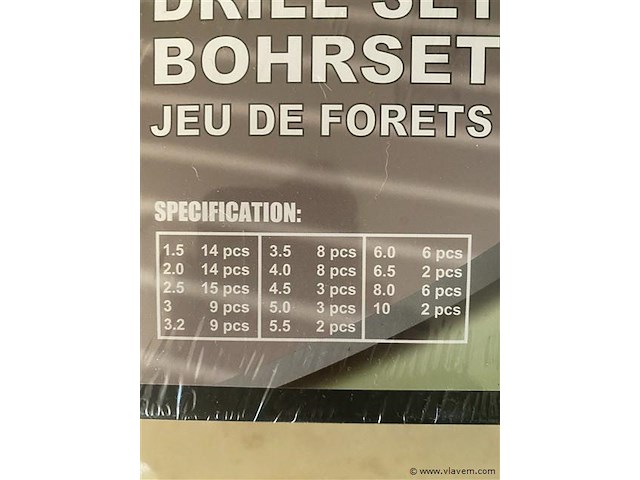 DRILL SET
BOHRSET
JEU DE FORETS
SPECIFICATION:
1.5 14 pcs 3.5 8 pcs 6.0 6 pcs
2.0 14 pcs 4.0 8 pcs 6.5 2 pcs
2.5 15 pcs 4.5 3 pcs 8.0 6 pcs
3 9 pcs 5.0 3 pcs 10 2 pcs
3.2 9 pcs 5.5 2 pcs
© www.vlavem.com